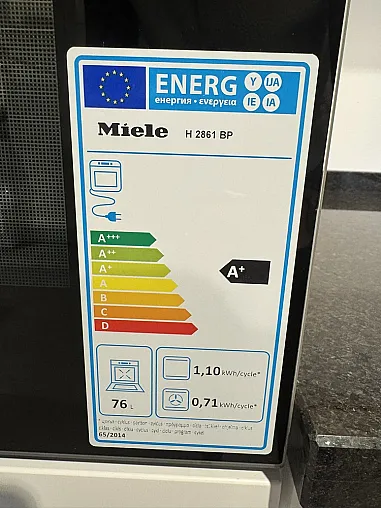 ENERG Y IJA
енергия · ενεργεια IE IA
Miele H 2861 BP
A+++
A++
A+
A
B
C
D
A+
76 L
1,10 kWh/cycle*
0,71 kWh/cycle*
65/2014